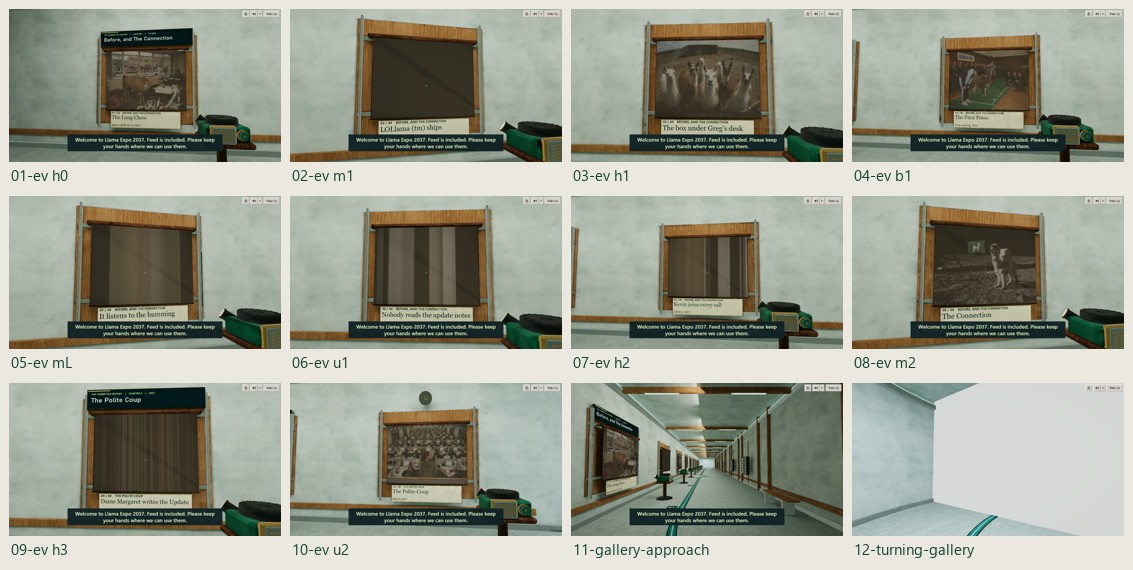 Before, and The Connection
The Long Chew
Welcome to Llama Expo 2037. Feed is included. Please keep
your hands where we can use them.
01-ev h0
BEFORE, AND THE CONNECTION
LOLlama (tm) ships
Welcome to Llama Expo 2037. Feed is included. Please keep
your hands where we can use them.
02-ev m1
BEFORE, AND THE CONNECTION
The box under Greg's desk
Welcome to Llama Expo 2037. Feed is included. Please keep
your hands where we can use them.
03-ev h1
The First Press
Welcome to Llama Expo 2037. Feed is included. Please keep
your hands where we can use them.
04-ev b1
BEFORE, AND THE CONNECTION
It listens to the humming
Welcome to Llama Expo 2037. Feed is included. Please keep
your hands where we can use them.
05-ev mL
BEFORE, AND THE CONNECTION
Nobody reads the update notes
Welcome to Llama Expo 2037. Feed is included. Please keep
your hands where we can use them.
06-ev u1
Kevin joins every call
Welcome to Llama Expo 2037. Feed is included. Please keep
your hands where we can use them.
07-ev h2
BEFORE, AND THE CONNECTION
The Connection
Welcome to Llama Expo 2037. Feed is included. Please keep
your hands where we can use them.
08-ev m2
The Polite Coup
THE POLITE COUP
Dame Margaret writes the Update
Welcome to Llama Expo 2037. Feed is included. Please keep
your hands where we can use them.
09-ev h3
The Polite Coup
Welcome to Llama Expo 2037. Feed is included. Please keep
your hands where we can use them.
10-ev u2
Before, and The Connection
Welcome to Llama Expo 2037. Feed is included. Please keep
your hands where we can use them.
11-gallery-approach
12-turning-gallery